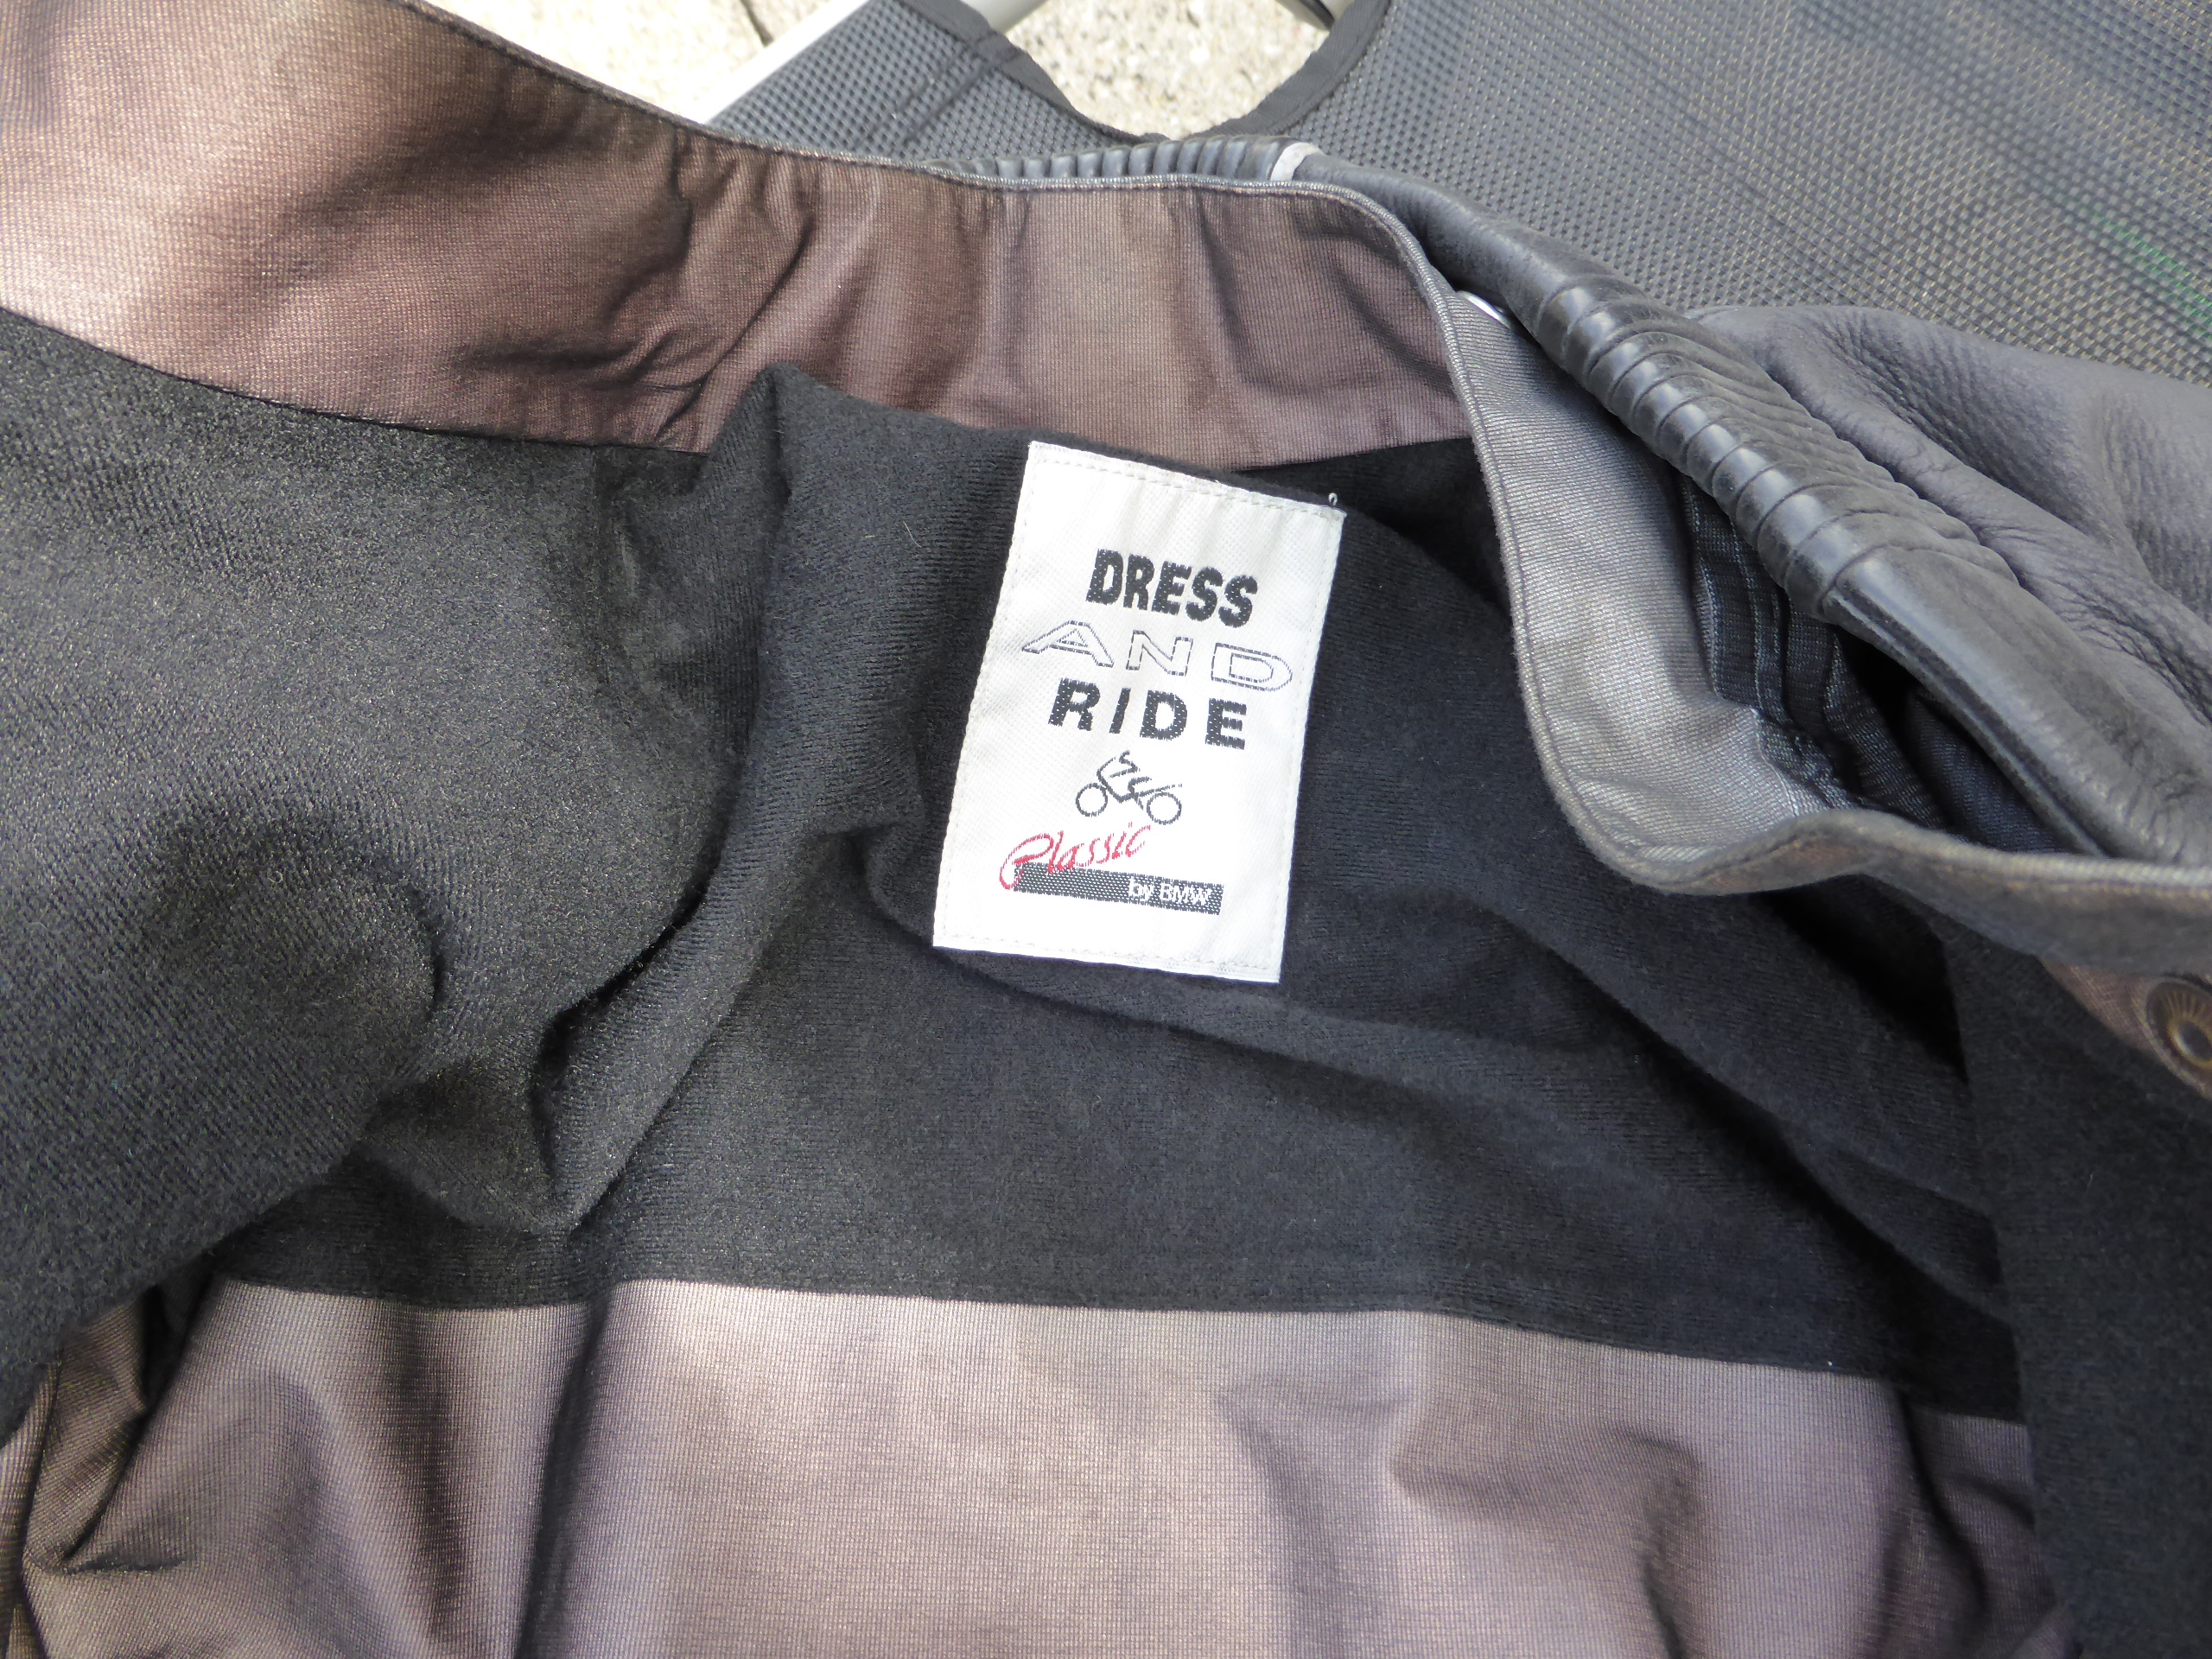 DRESS
AND
RIDE
Classic
by BMW